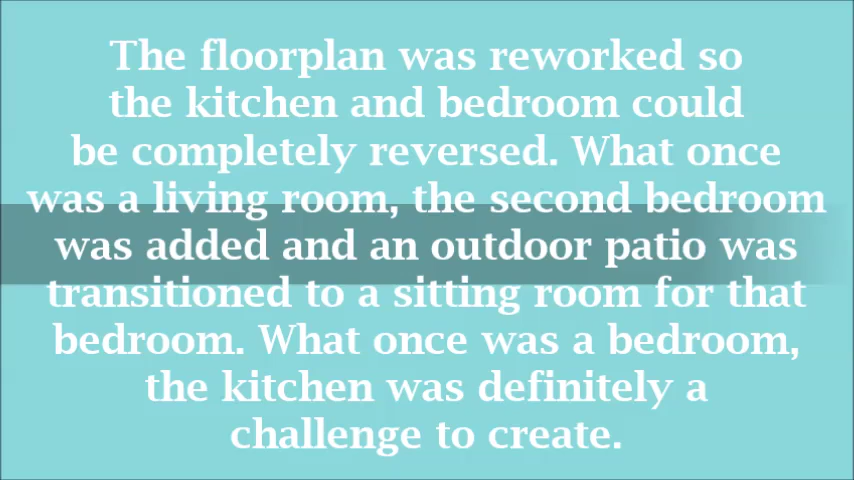 The floorplan was reworked so
the kitchen and bedroom could
be completely reversed. What once
was a living room, the second bedroom
was added and an outdoor patio was
transitioned to a sitting room for that
bedroom. What once was a bedroom,
the kitchen was definitely a
challenge to create.